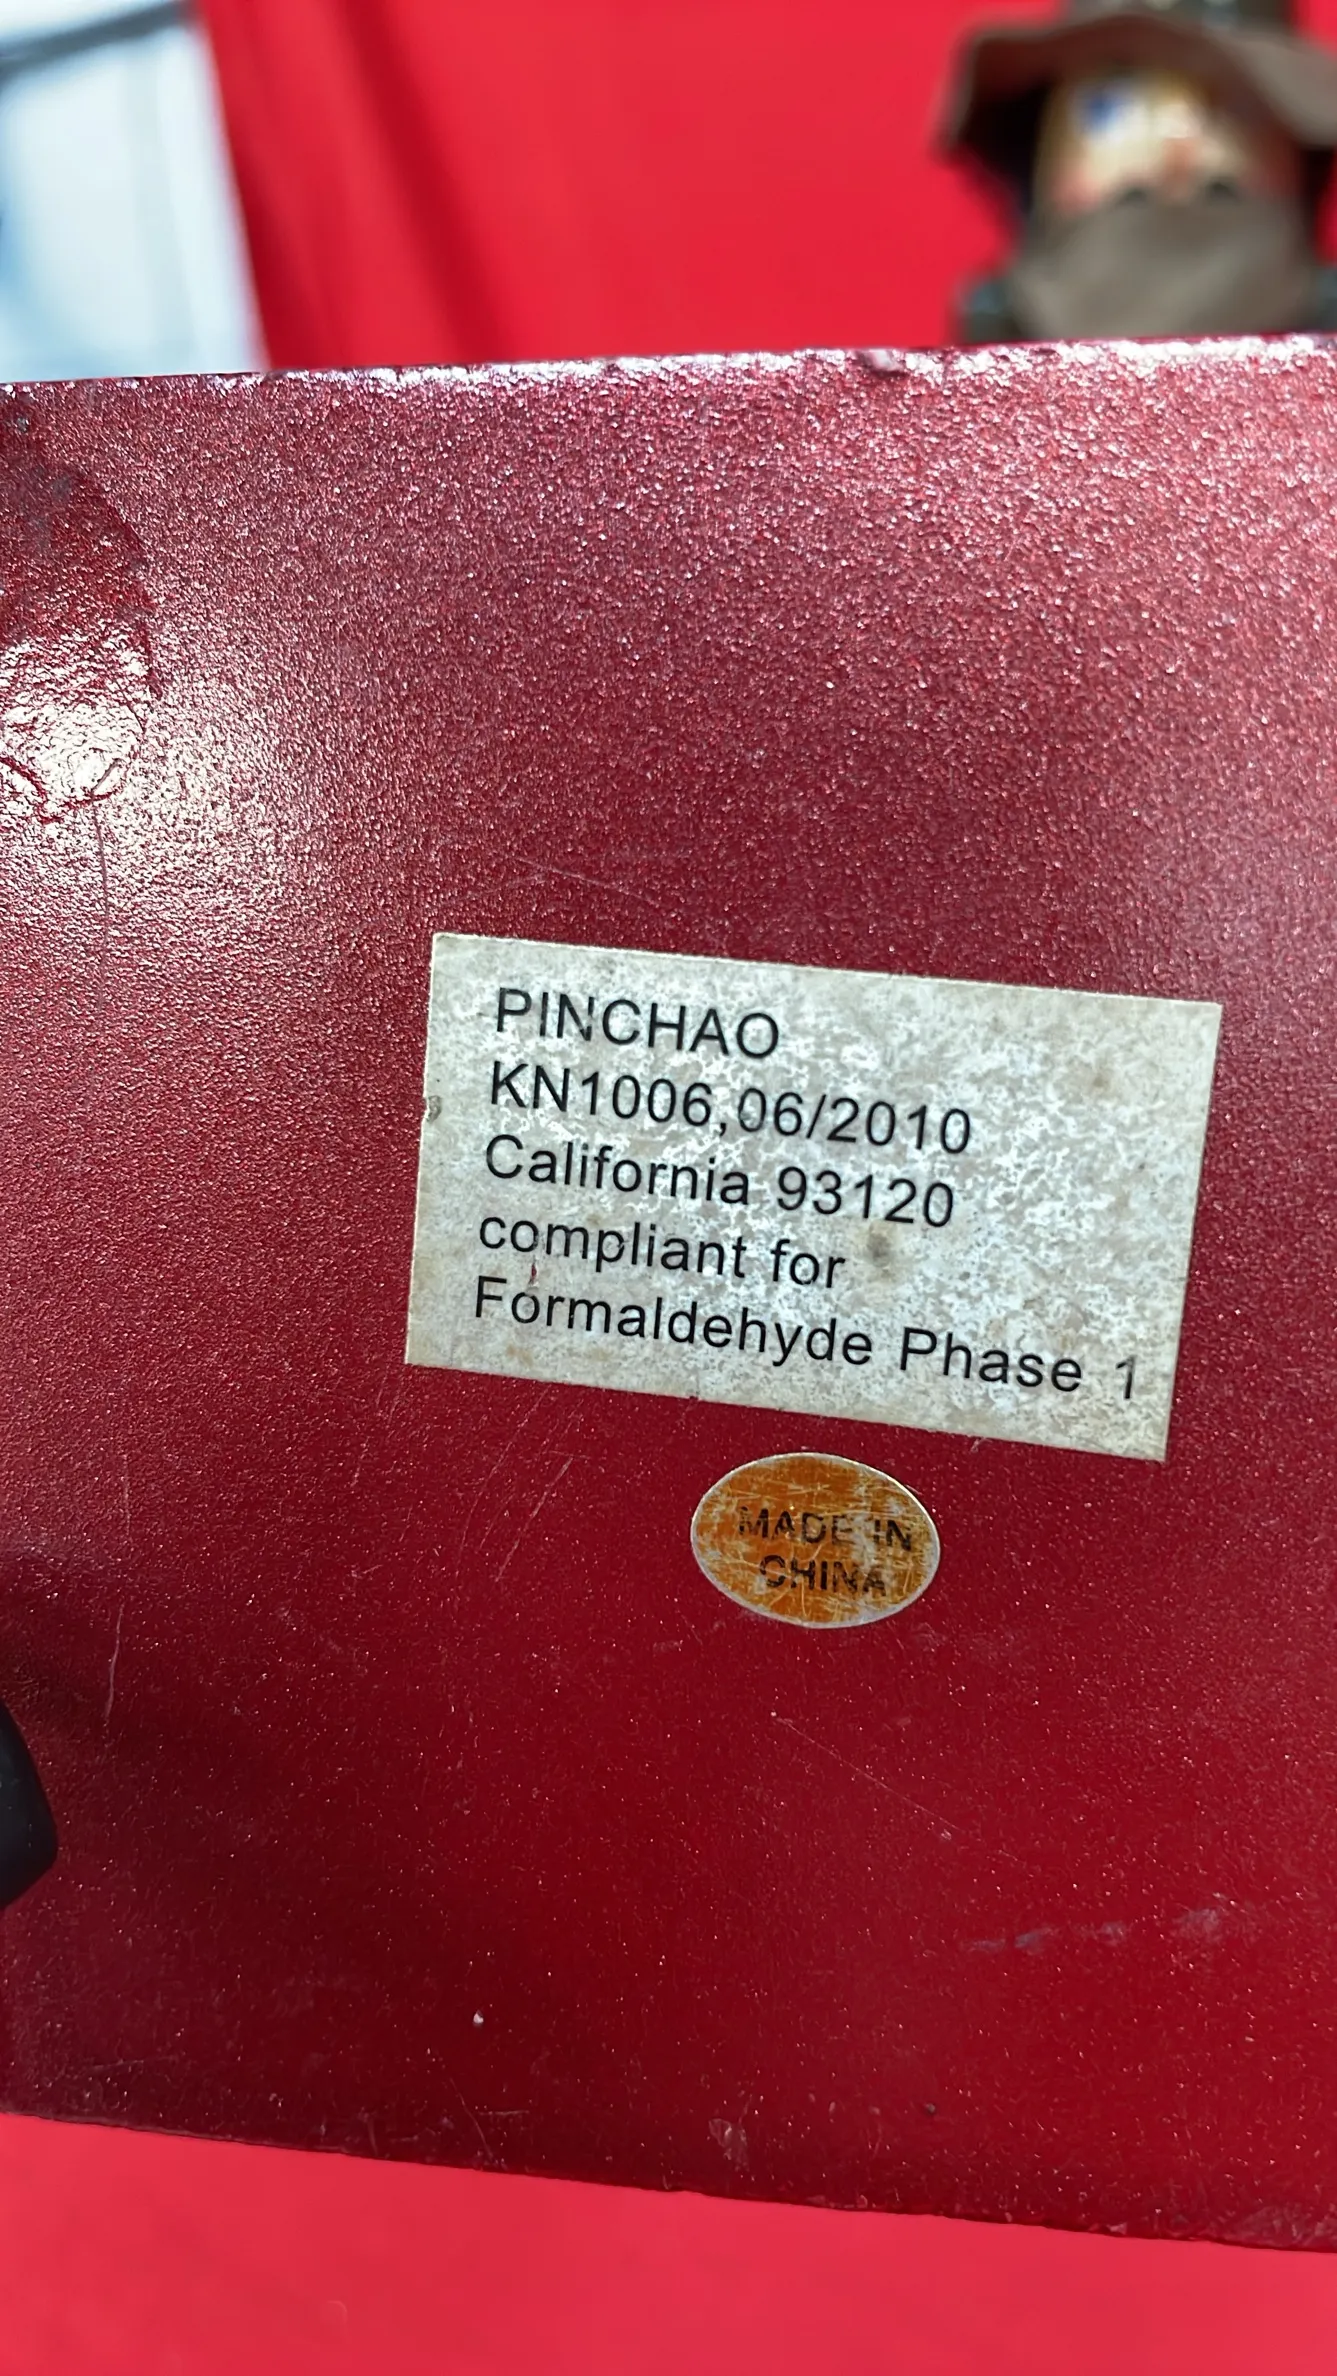 PINCHAO
KN1006,06/2010
California 93120
compliant for
Formaldehyde Phase 1
MADE IN
CHINA